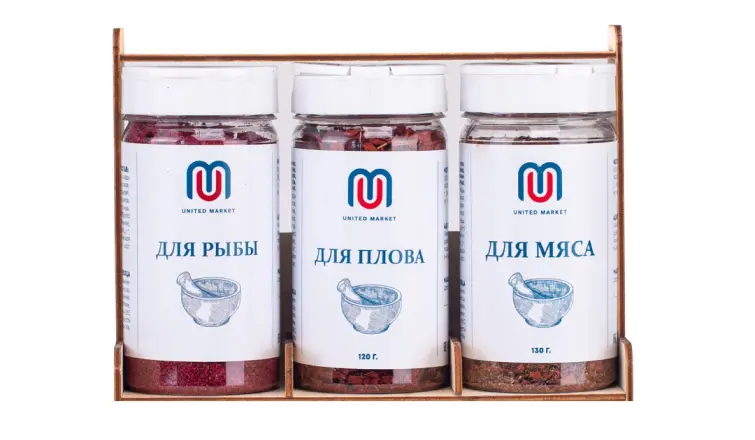 UNITED MARKET
ДЛЯ РЫБЫ
UNITED MARKET
ДЛЯ ПЛОВА
120 Г.
UNITED MARKET
ДЛЯ МЯСА
130 Г.